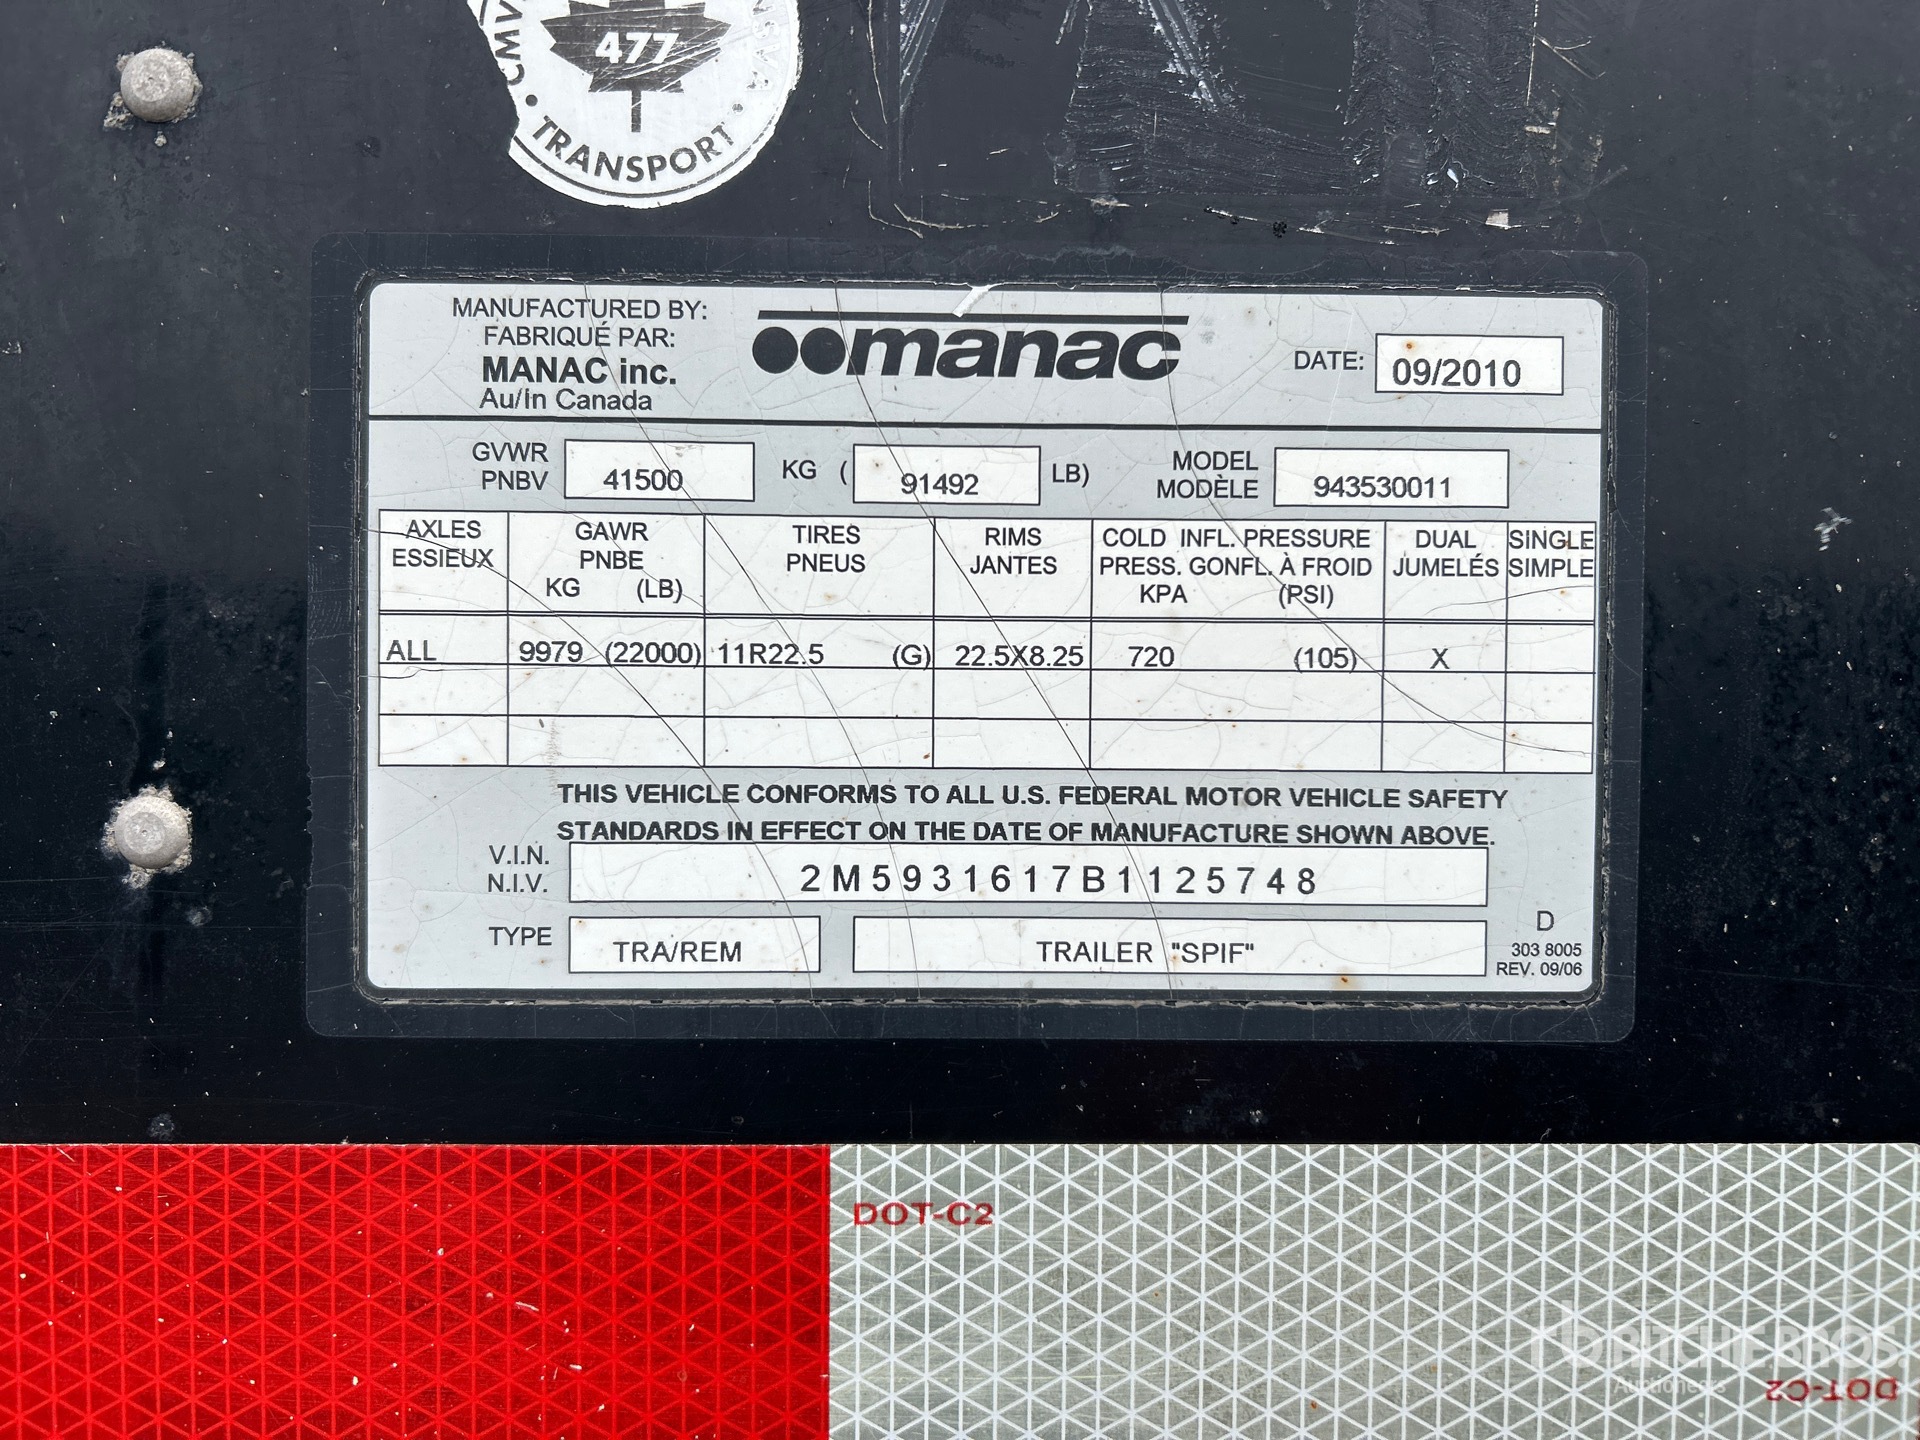 CMV
477
TRANSPORT
MANUFACTURED BY:
FABRIQUÉ PAR:
MANAC inc.
Au/In Canada
manac
DATE: 09/2010
GVWR
PNBV
41500 KG ( 91492 LB)
MODEL
MODÈLE
943530011
AXLES GAWR TIRES RIMS COLD INFL. PRESSURE DUAL SINGLE
ESSIEUX PNBE PNEUS JANTES PRESS. GONFL. À FROID JUMELÉS SIMPLE
KG (LB) KPA (PSI)
ALL 9979 (22000) 11R22.5 (G) 22.5X8.25 720 (105) X
THIS VEHICLE CONFORMS TO ALL U.S. FEDERAL MOTOR VEHICLE SAFETY
STANDARDS IN EFFECT ON THE DATE OF MANUFACTURE SHOWN ABOVE.
V.I.N.
N.I.V.
2M5931617B1125748
TYPE TRA/REM TRAILER "SPIF"
D
303 8005
REV. 09/06
DOT-C2
RITCHIE BROS.
Auctioneers
DOT-C2